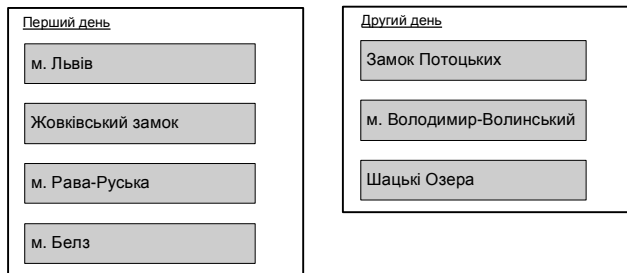 Перший день
м. Львів
Жовківський замок
м. Рава-Руська
м. Белз
Другий день
Замок Потоцьких
м. Володимир-Волинський
Шацькі Озера